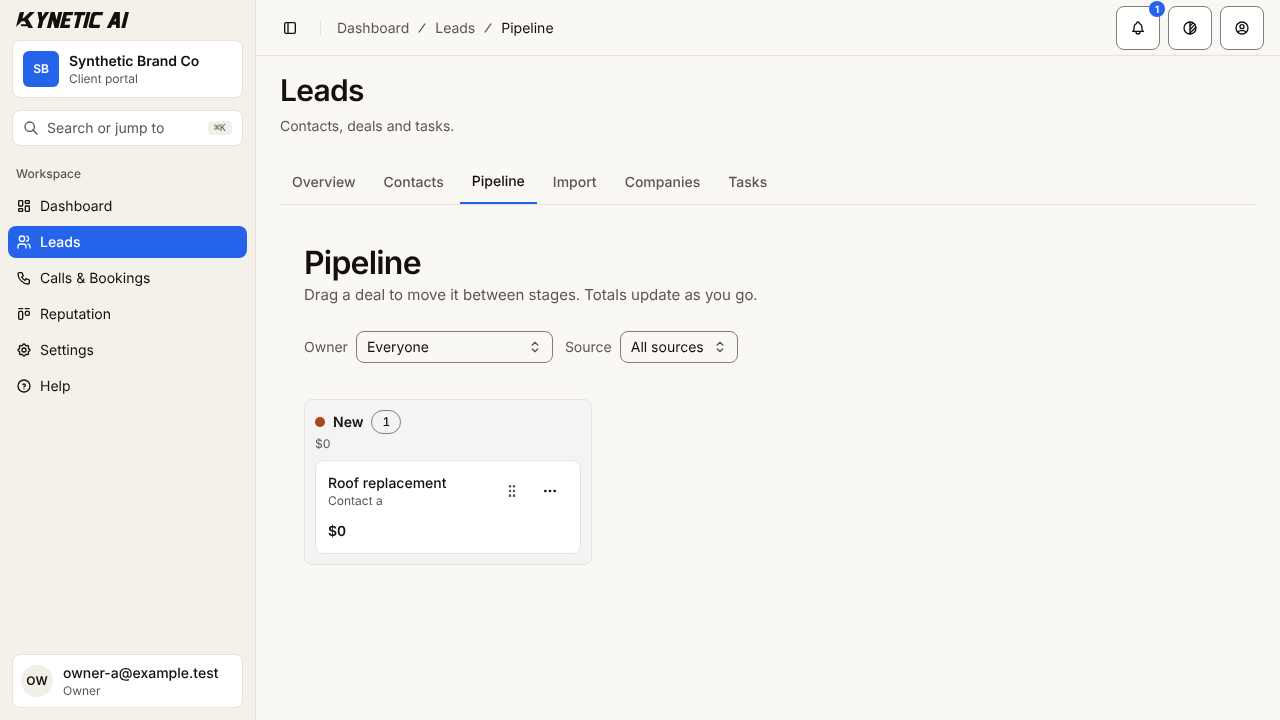 KYNETIC AI
SB
Synthetic Brand Co
Client portal
Search or jump to
⌘K
Workspace
Dashboard
Leads
Calls & Bookings
Reputation
Settings
Help
OW
owner-a@example.test
Owner
Dashboard / Leads / Pipeline
1
Leads
Contacts, deals and tasks.
Overview Contacts Pipeline Import Companies Tasks
Pipeline
Drag a deal to move it between stages. Totals update as you go.
Owner Everyone Source All sources
New 1
$0
Roof replacement
Contact a
$0